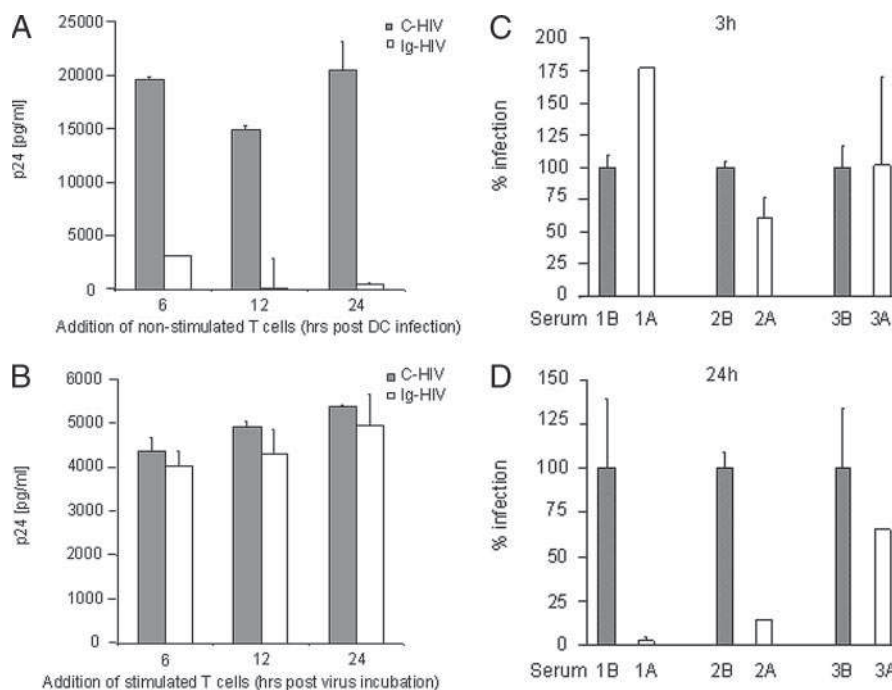 A
C-HIV
Ig-HIV
25000
20000
15000
10000
5000
0
p24 [pg/ml]
6 12 24
Addition of non-stimulated T cells (hrs post DC infection)
B
C-HIV
Ig-HIV
6000
5000
4000
3000
2000
1000
0
p24 [pg/ml]
6 12 24
Addition of stimulated T cells (hrs post virus incubation)
C
3h
200
175
150
125
100
75
50
25
0
% infection
Serum 1B 1A 2B 2A 3B 3A
D
24h
150
125
100
75
50
25
0
% infection
Serum 1B 1A 2B 2A 3B 3A